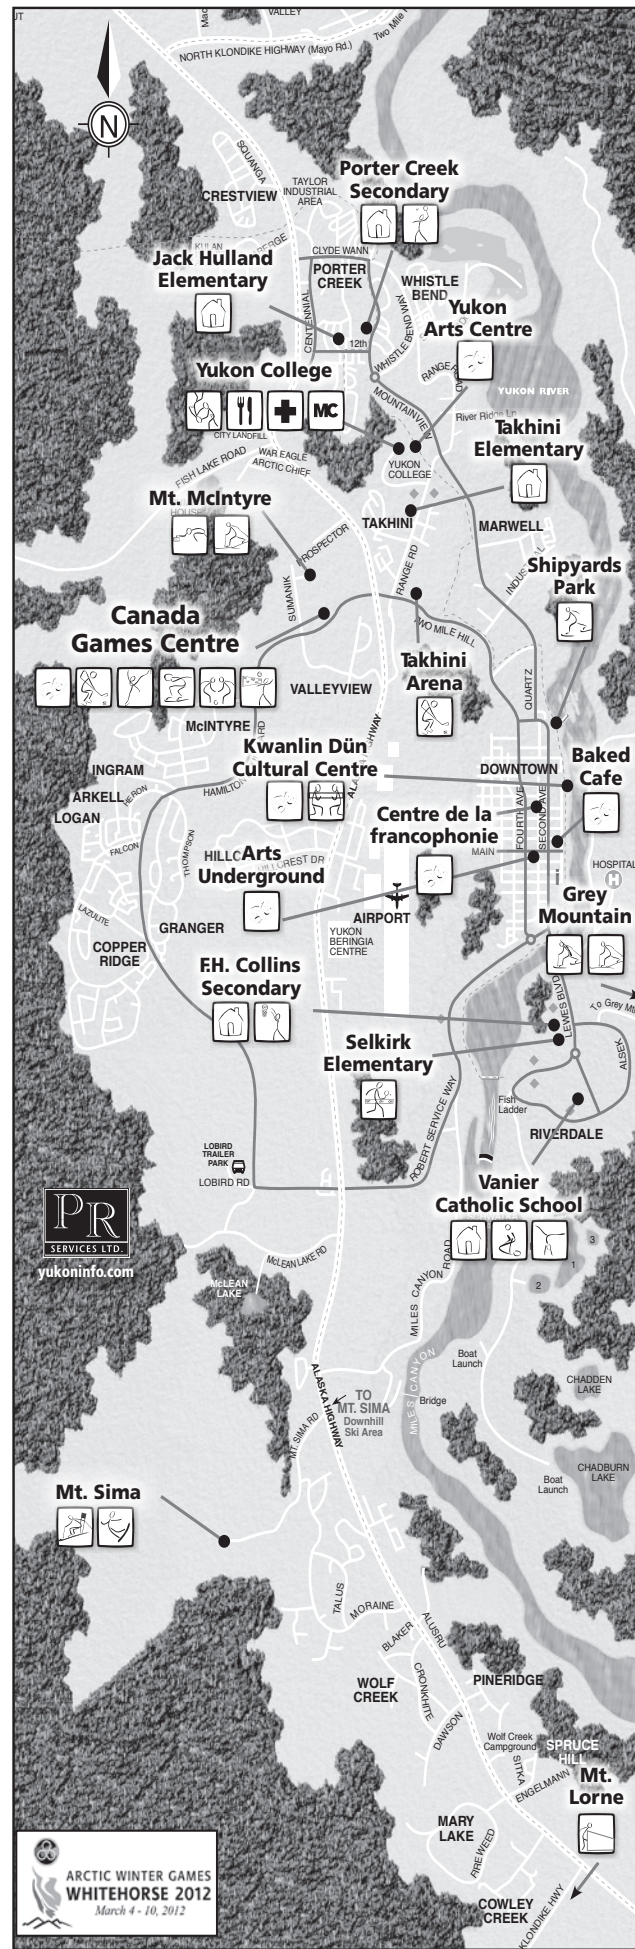 UT
VALLEY
Two Mile
NORTH KLONDIKE HIGHWAY (Mayo Rd.)
N
SQUANGA
CRESTVIEW
TAYLOR
INDUSTRIAL
AREA
Porter Creek
Secondary
KULAN
CLYDE WANN
Jack Hulland
Elementary
PORTER
CREEK
CENTENNIAL
12th
WHISTLE
BEND
WHISTLE BEND WAY
Yukon
Arts Centre
YUKON RIVER
Yukon College
MC
MOUNTAINVIEW
River Ridge Ln
CITY LANDFILL
FISH LAKE ROAD
WAR EAGLE
ARCTIC CHIEF
YUKON
COLLEGE
Takhini
Elementary
Mt. McIntyre
TAKHINI
MARWELL
PROSPECTOR
SUMANIK
RANGE RD
Shipyards
Park
Canada
Games Centre
TWO MILE HILL
Takhini
Arena
QUARTZ
VALLEYVIEW
McINTYRE
Kwanlin Dün
Cultural Centre
INGRAM
ARKELL
HERON
LOGAN
HAMILTON
DOWNTOWN
Baked
Cafe
FOURTH AVE
SECOND AVE
Centre de la
francophonie
MAIN
FALCON
THOMPSON
HILLCREST DR
Arts
Underground
HOSPITAL
H
i
LAZULITE
GRANGER
COPPER
RIDGE
AIRPORT
YUKON
BERINGIA
CENTRE
Grey
Mountain
F.H. Collins
Secondary
LEWES BLVD
To Grey Mt
ALSEK
Selkirk
Elementary
Fish
Ladder
RIVERDALE
ROBERT SERVICE WAY
LOBIRD
TRAILER
PARK
LOBIRD RD
Vanier
Catholic School
PR
SERVICES LTD.
yukoninfo.com
3
1
2
McLEAN LAKE RD
McLEAN
LAKE
MILES CANYON ROAD
MILES CANYON
Boat
Launch
Bridge
CHADDEN
LAKE
ALASKA HIGHWAY
TO
MT. SIMA
Downhill
Ski Area
MT. SIMA RD
CHADBURN
LAKE
Boat
Launch
Mt. Sima
TALUS
MORAINE
BLAKER
ALUSRU
WOLF
CREEK
CRONKHITE
DAWSON
PINERIDGE
Wolf Creek
Campground
SPRUCE
HILL
SITKA
ENGELMANN
Mt.
Lorne
MARY
LAKE
FIREWEED
COWLEY
CREEK
KLONDIKE HWY
ARCTIC WINTER GAMES
WHITEHORSE 2012
March 4 - 10, 2012